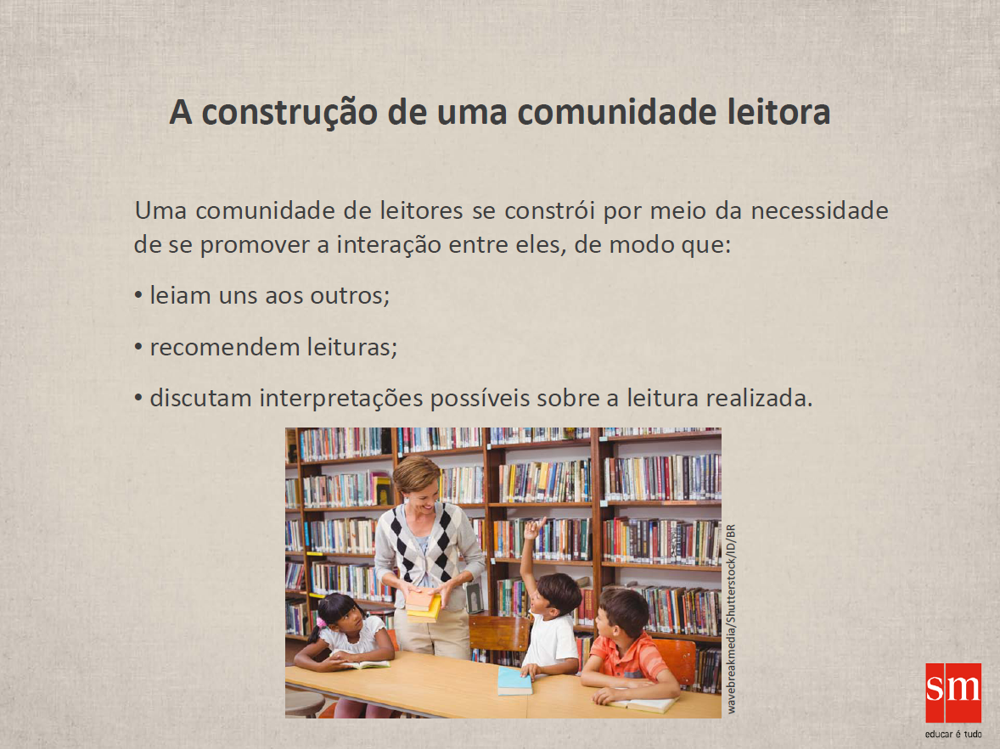 A construção de uma comunidade leitora
Uma comunidade de leitores se constrói por meio da necessidade
de se promover a interação entre eles, de modo que:
• leiam uns aos outros;
• recomendem leituras;
• discutam interpretações possíveis sobre a leitura realizada.
wavebreakmedia/Shutterstock/ID/BR
sm
educar é tudo